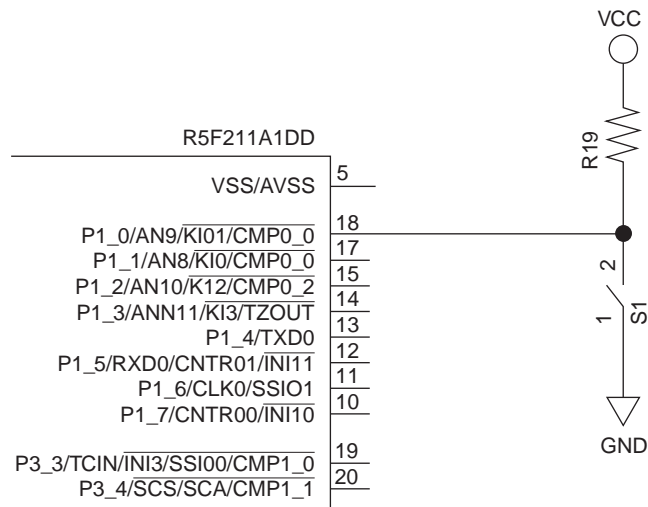 VCC
R19
R5F211A1DD
VSS/AVSS 5
P1_0/AN9/KI01/CMP0_0 18
P1_1/AN8/KI0/CMP0_0 17
P1_2/AN10/K12/CMP0_2 15
P1_3/ANN11/KI3/TZOUT 14
P1_4/TXD0 13
P1_5/RXD0/CNTR01/INI11 12
P1_6/CLK0/SSIO1 11
P1_7/CNTR00/INI10 10
P3_3/TCIN/INI3/SSI00/CMP1_0 19
P3_4/SCS/SCA/CMP1_1 20
2
1
S1
GND